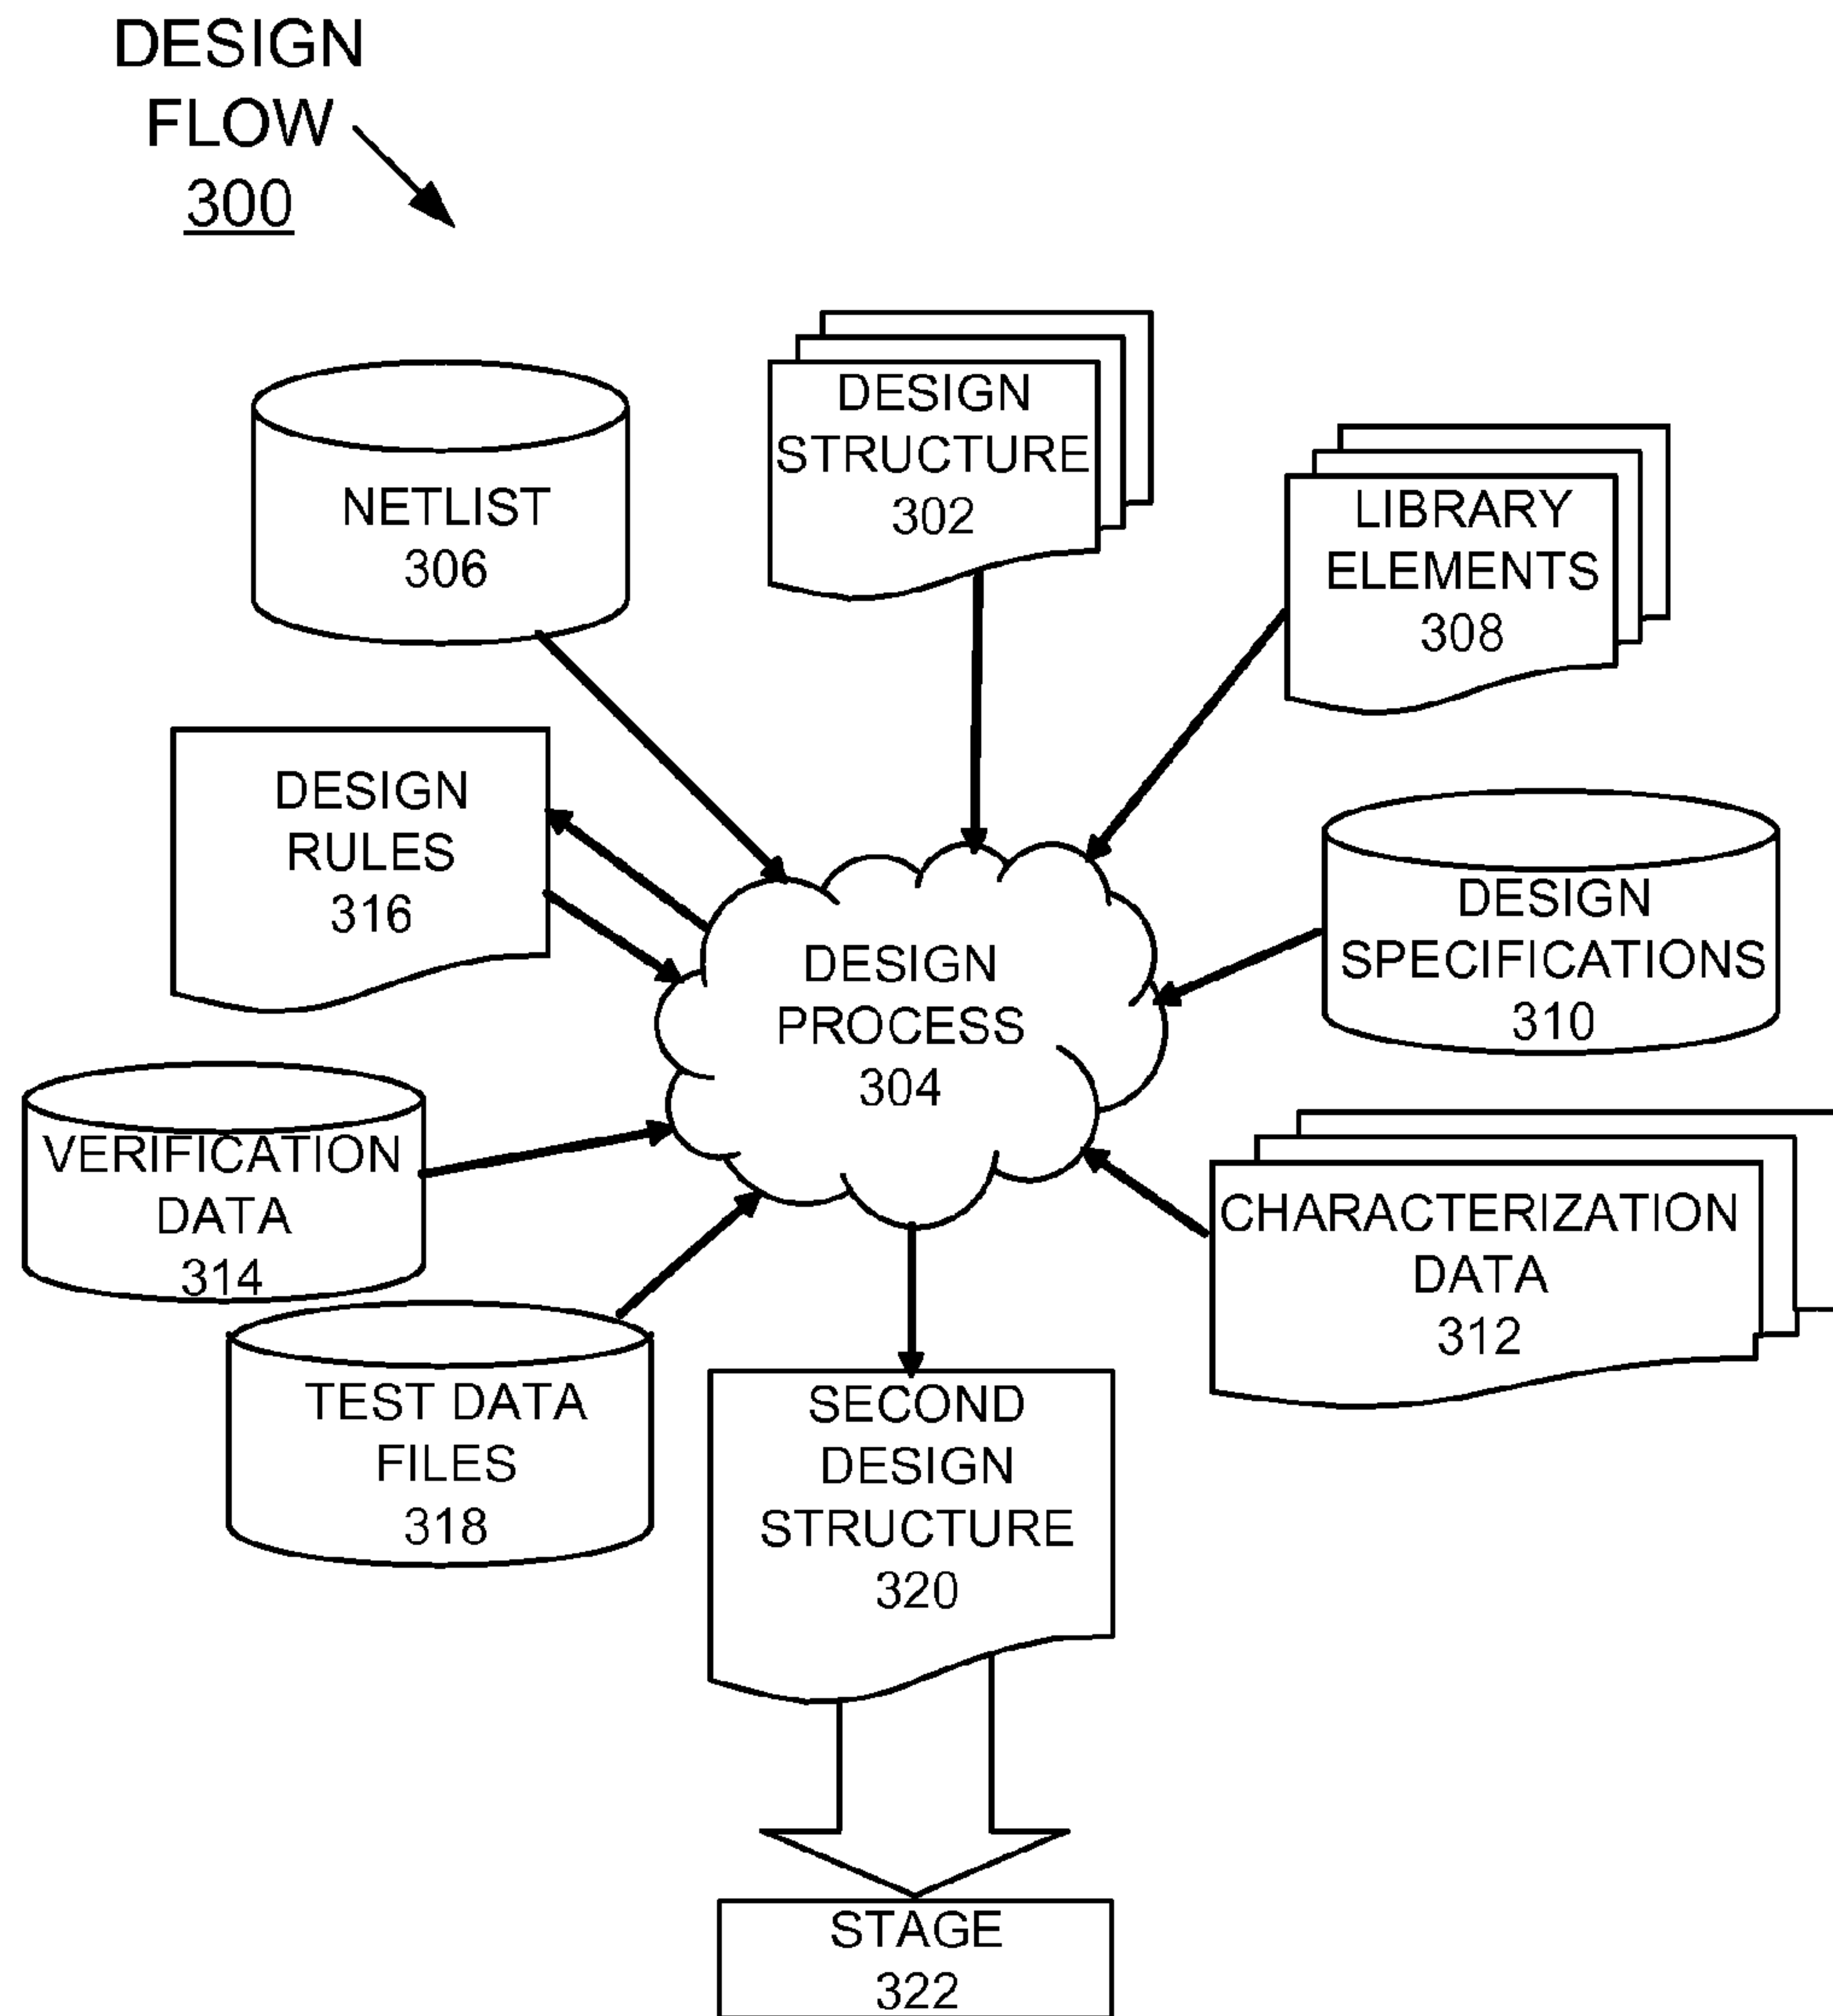 DESIGN
FLOW
300
DESIGN
STRUCTURE
302
NETLIST
306
LIBRARY
ELEMENTS
308
DESIGN
RULES
316
DESIGN
SPECIFICATIONS
310
DESIGN
PROCESS
304
VERIFICATION
DATA
314
CHARACTERIZATION
DATA
312
TEST DATA
FILES
318
SECOND
DESIGN
STRUCTURE
320
STAGE
322